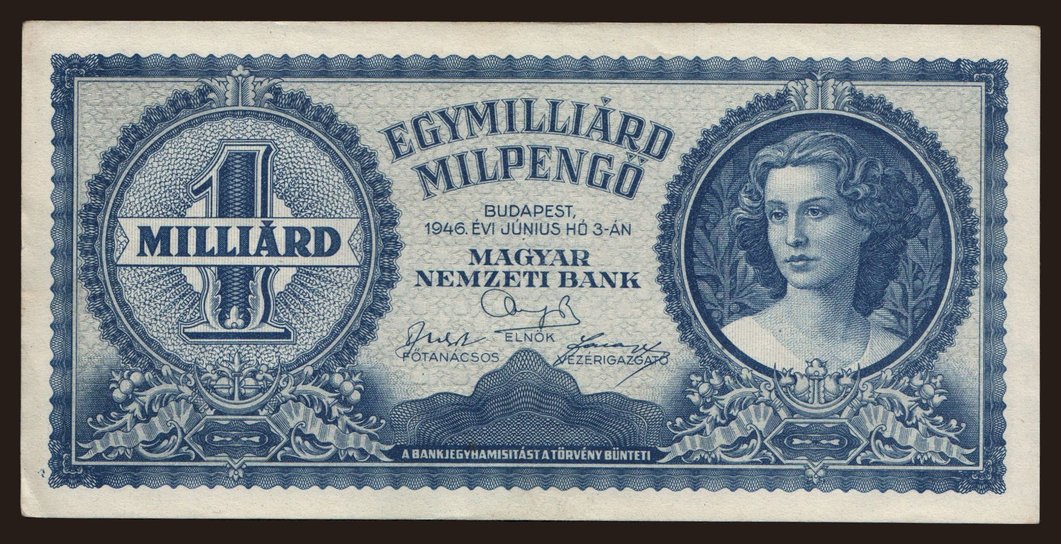 1
MILLIÁRD
EGYMILLIÁRD
MILPENGŐ
BUDAPEST,
1946. ÉVI JÚNIUS HÓ 3-ÁN
MAGYAR
NEMZETI BANK
ELNÖK
FŐTANÁCSOS VEZÉRIGAZGATÓ
A BANKJEGYHAMISITÁST A TÖRVÉNY BÜNTETI